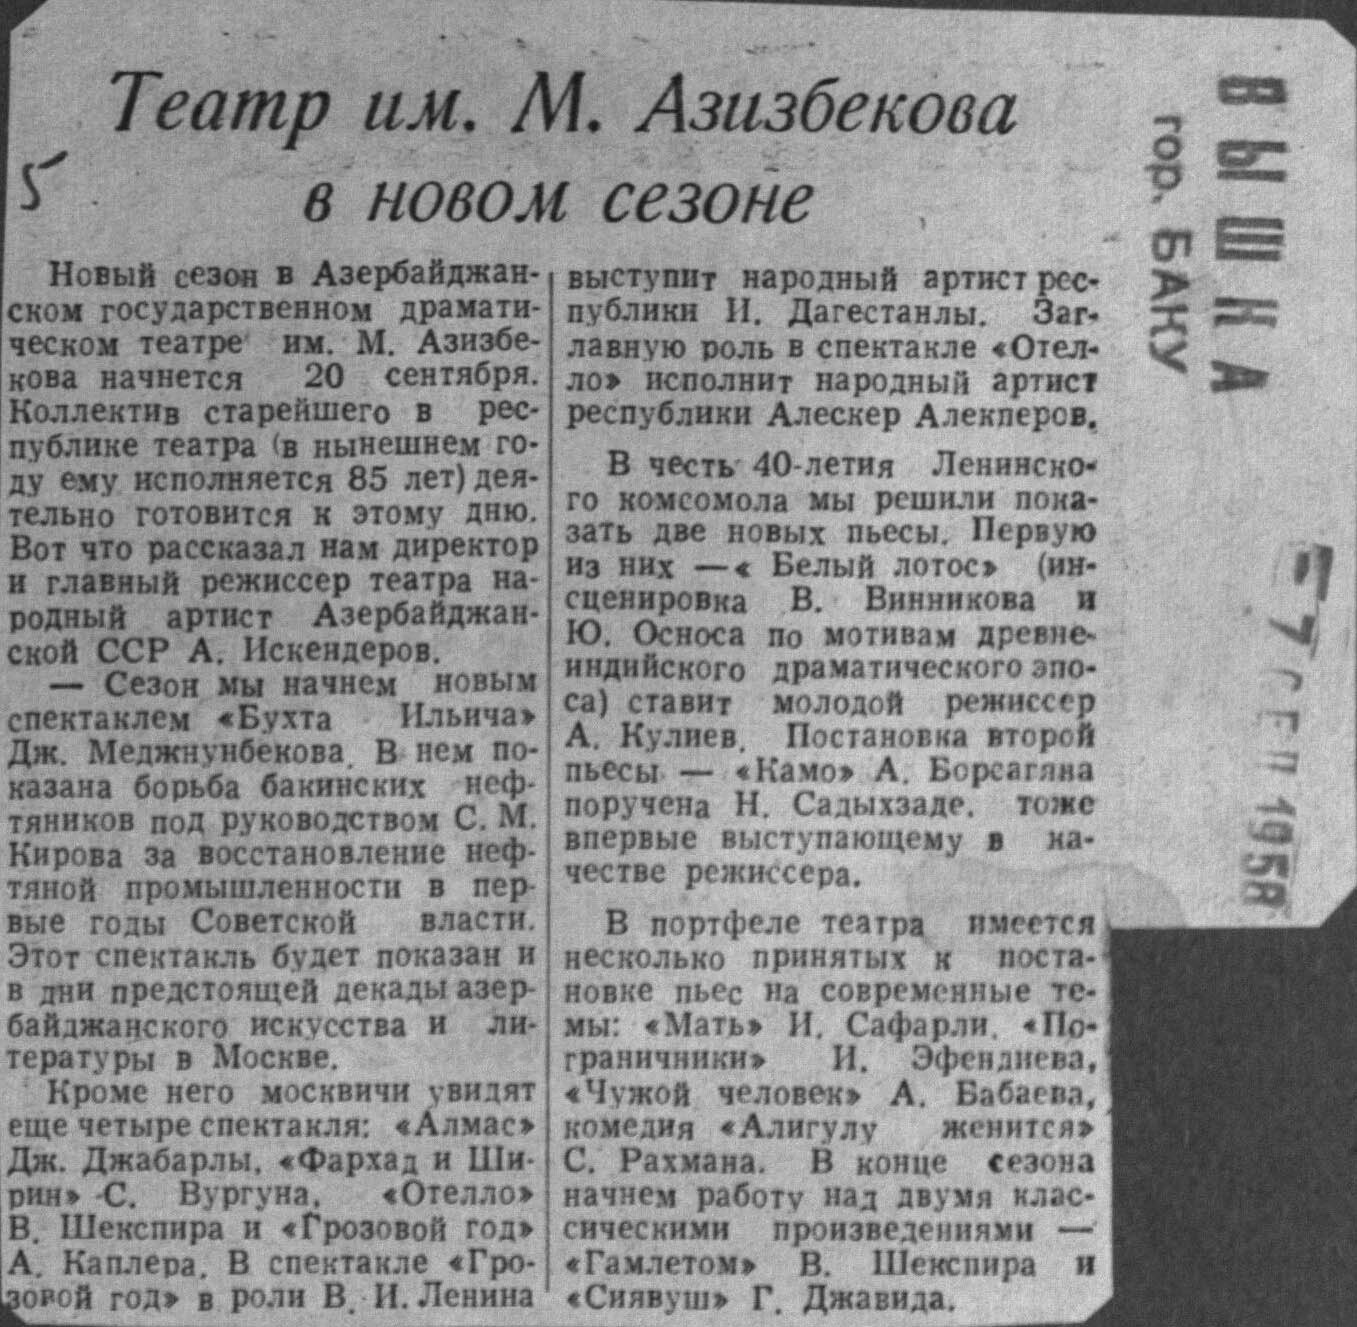 Театр им. М. Азизбекова
в новом сезоне
5
Новый сезон в Азербайджан-
ском государственном драмати-
ческом театре им. М. Азизбе-
кова начнется 20 сентября.
Коллектив старейшего в рес-
публике театра (в нынешнем го-
ду ему исполняется 85 лет) дея-
тельно готовится к этому дню.
Вот что рассказал нам директор
и главный режиссер театра на-
родный артист Азербайджан-
ской ССР А. Искендеров.
— Сезон мы начнем новым
спектаклем «Бухта Ильича»
Дж. Меджнунбекова. В нем по-
казана борьба бакинских неф-
тяников под руководством С. М.
Кирова за восстановление неф-
тяной промышленности в пер-
вые годы Советской власти.
Этот спектакль будет показан и
в дни предстоящей декады азер-
байджанского искусства и ли-
тературы в Москве.
Кроме него москвичи увидят
еще четыре спектакля: «Алмас»
Дж. Джабарлы, «Фархад и Ши-
рин» С. Вургуна, «Отелло»
В. Шекспира и «Грозовой год»
А. Каплера. В спектакле «Гро-
зовой год» в роли В. И. Ленина
выступит народный артист рес-
публики И. Дагестанлы. Заг-
лавную роль в спектакле «Отел-
ло» исполнит народный артист
республики Алескер Алекперов.
В честь 40-летия Ленинско-
го комсомола мы решили пока-
зать две новых пьесы. Первую
из них —« Белый лотос» (ин-
сценировка В. Винникова и
Ю. Осноса по мотивам древне-
индийского драматического эпо-
са) ставит молодой режиссер
А. Кулиев. Постановка второй
пьесы — «Камо» А. Борсагяна
поручена Н. Садыхзаде, тоже
впервые выступающему в ка-
честве режиссера.
В портфеле театра имеется
несколько принятых к поста-
новке пьес на современные те-
мы: «Мать» И. Сафарли, «По-
граничники» И. Эфендиева,
«Чужой человек» А. Бабаева,
комедия «Алигулу женится»
С. Рахмана. В конце сезона
начнем работу над двумя клас-
сическими произведениями —
«Гамлетом» В. Шекспира и
«Сиявуш» Г. Джавида.
ВЫШКА
гор. БАКУ
-7 СЕП 1958